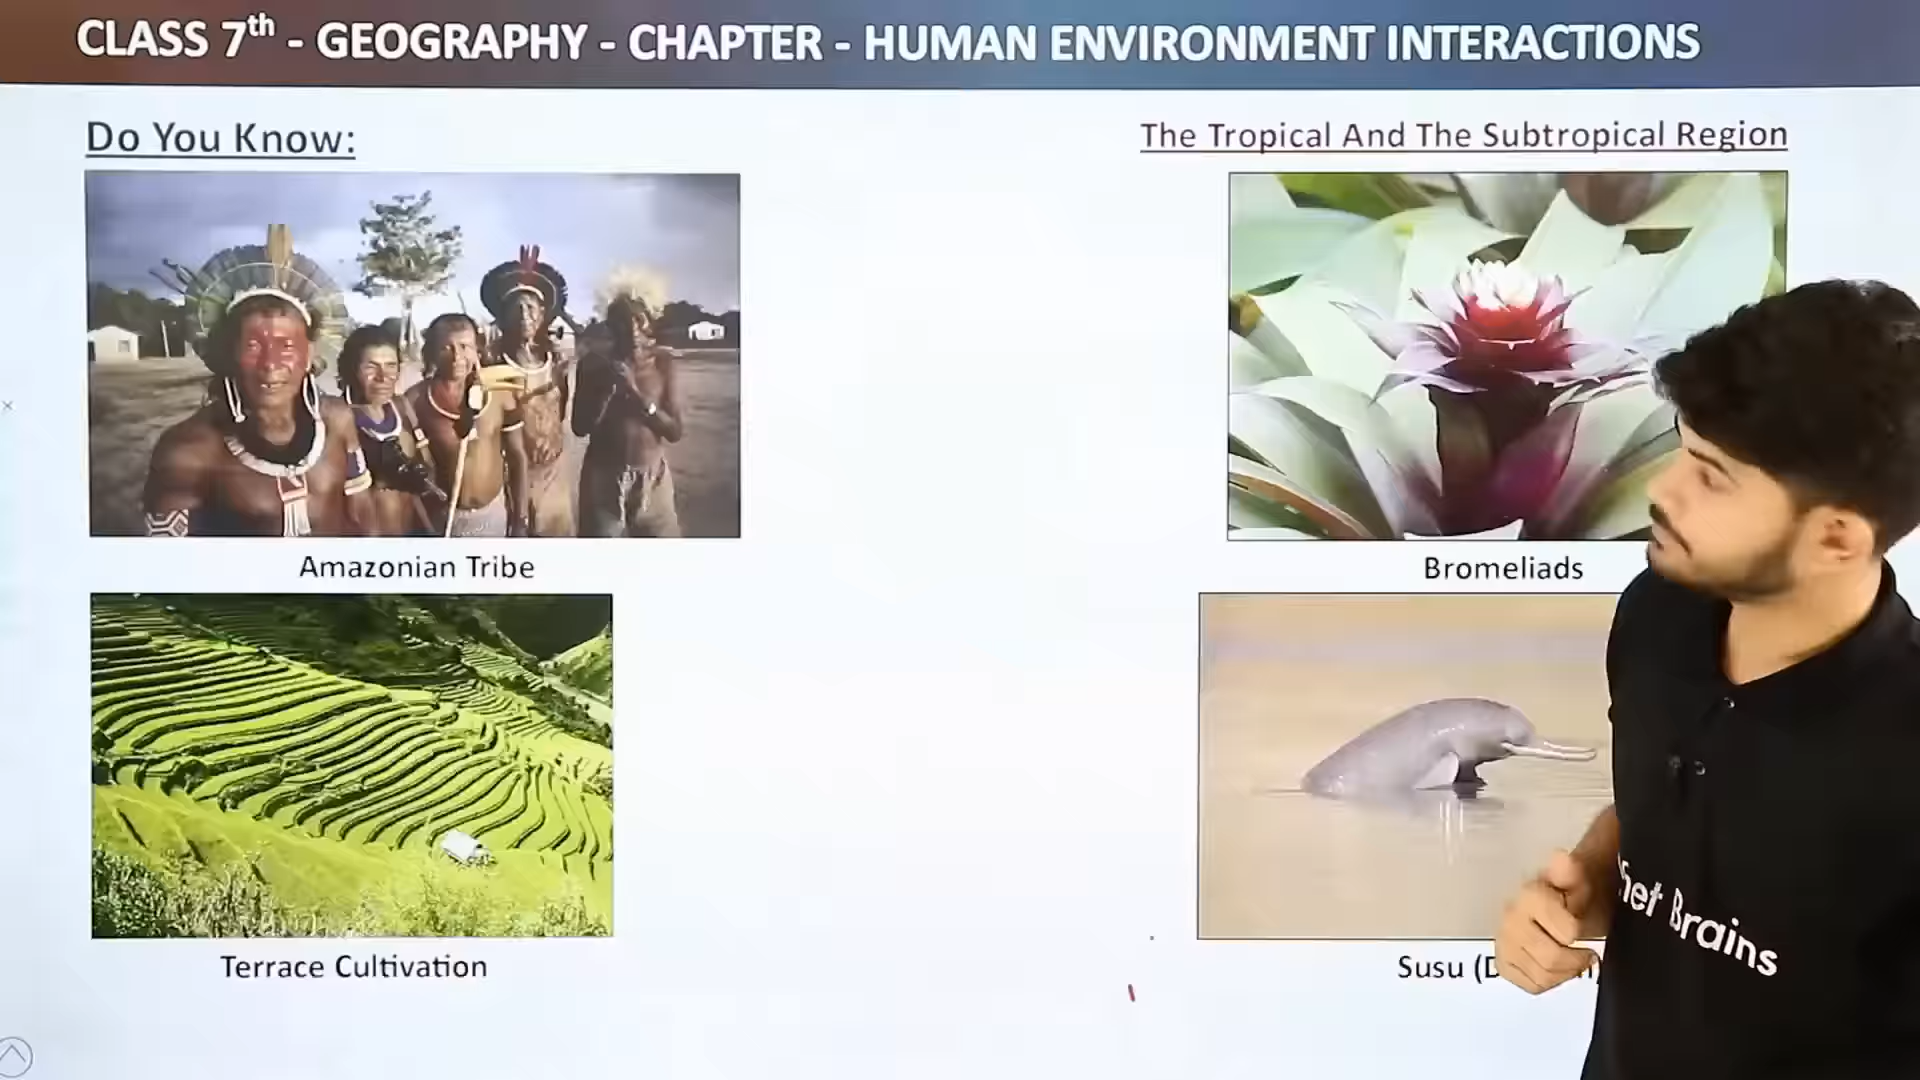 CLASS 7th - GEOGRAPHY - CHAPTER - HUMAN ENVIRONMENT INTERACTIONS
Do You Know:
The Tropical And The Subtropical Region
Amazonian Tribe
Bromeliads
Terrace Cultivation
Susu
Brains